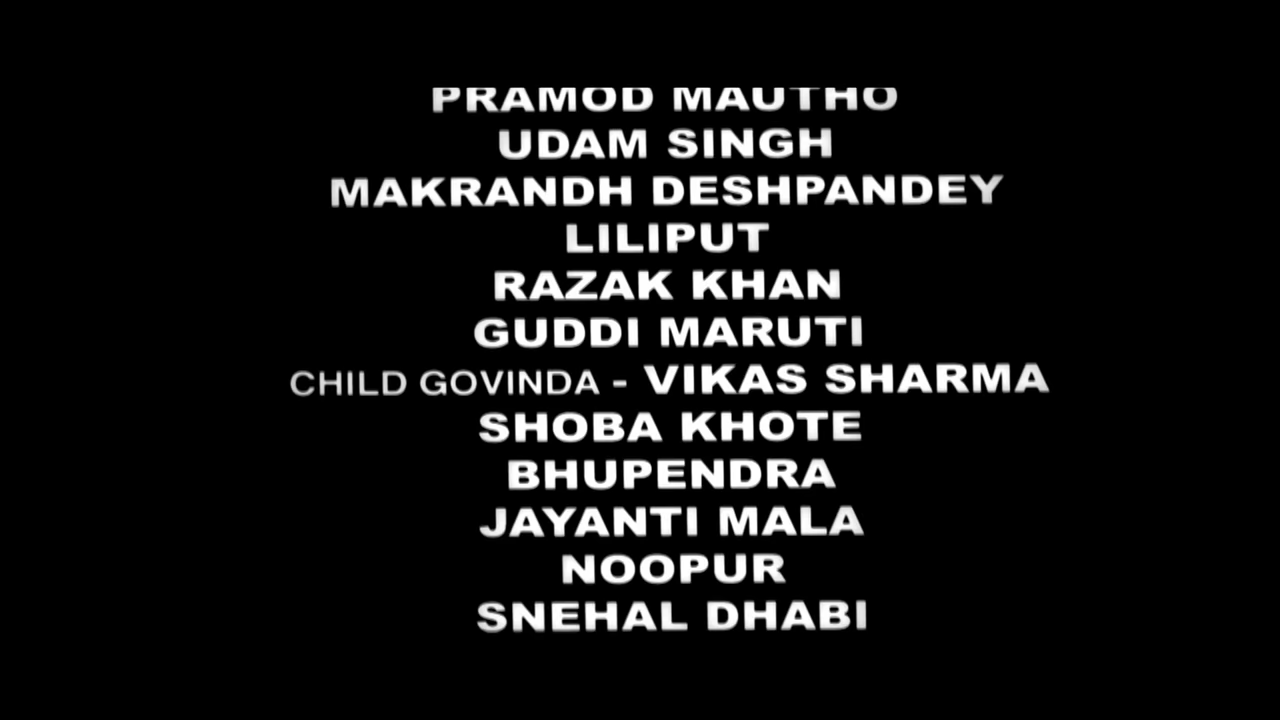 PRAMOD MAUTHO
UDAM SINGH
MAKRANDH DESHPANDEY
LILIPUT
RAZAK KHAN
GUDDI MARUTI
CHILD GOVINDA - VIKAS SHARMA
SHOBA KHOTE
BHUPENDRA
JAYANTI MALA
NOOPUR
SNEHAL DHABI